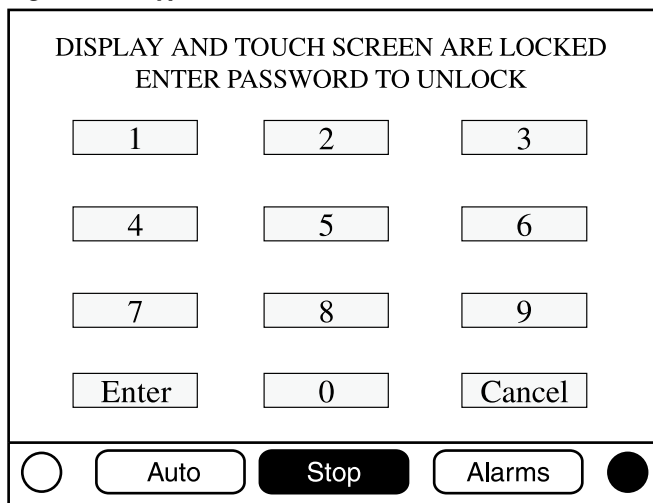 DISPLAY AND TOUCH SCREEN ARE LOCKED
ENTER PASSWORD TO UNLOCK
1 2 3
4 5 6
7 8 9
Enter 0 Cancel
Auto Stop Alarms